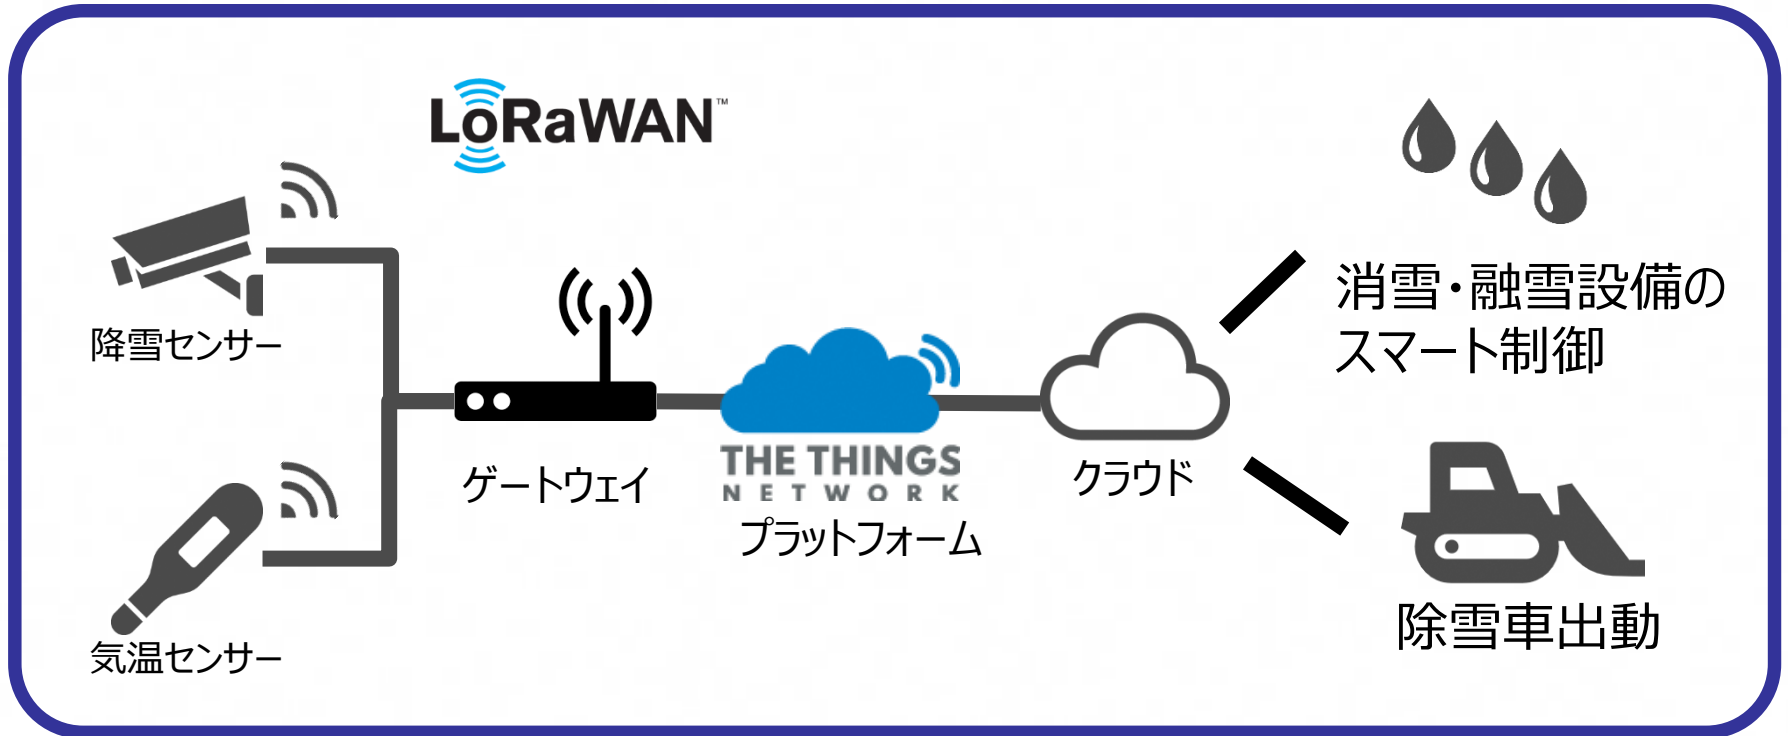 LoRaWAN™
降雪センサー
気温センサー
ゲートウェイ
THE THINGS
NETWORK
プラットフォーム
クラウド
消雪・融雪設備の
スマート制御
除雪車出動